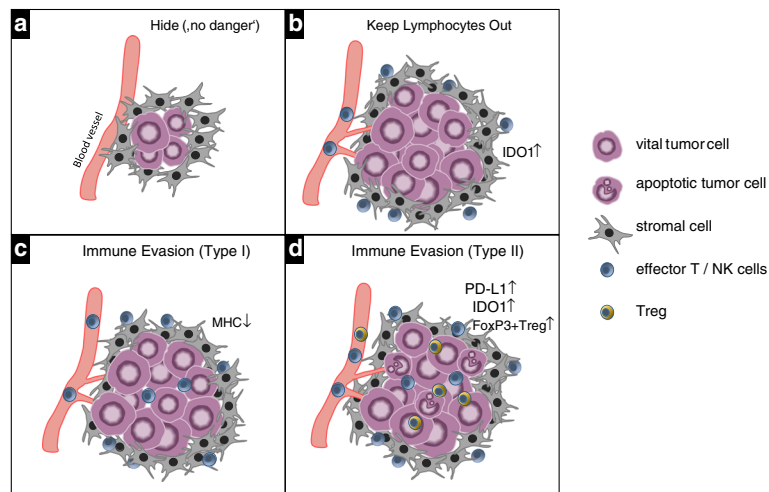 a
Hide (‚no danger‘)
Blood vessel
b
Keep Lymphocytes Out
IDO1↑
c
Immune Evasion (Type I)
MHC↓
d
Immune Evasion (Type II)
PD-L1↑
IDO1↑
FoxP3+Treg↑
vital tumor cell
apoptotic tumor cell
stromal cell
effector T / NK cells
Treg